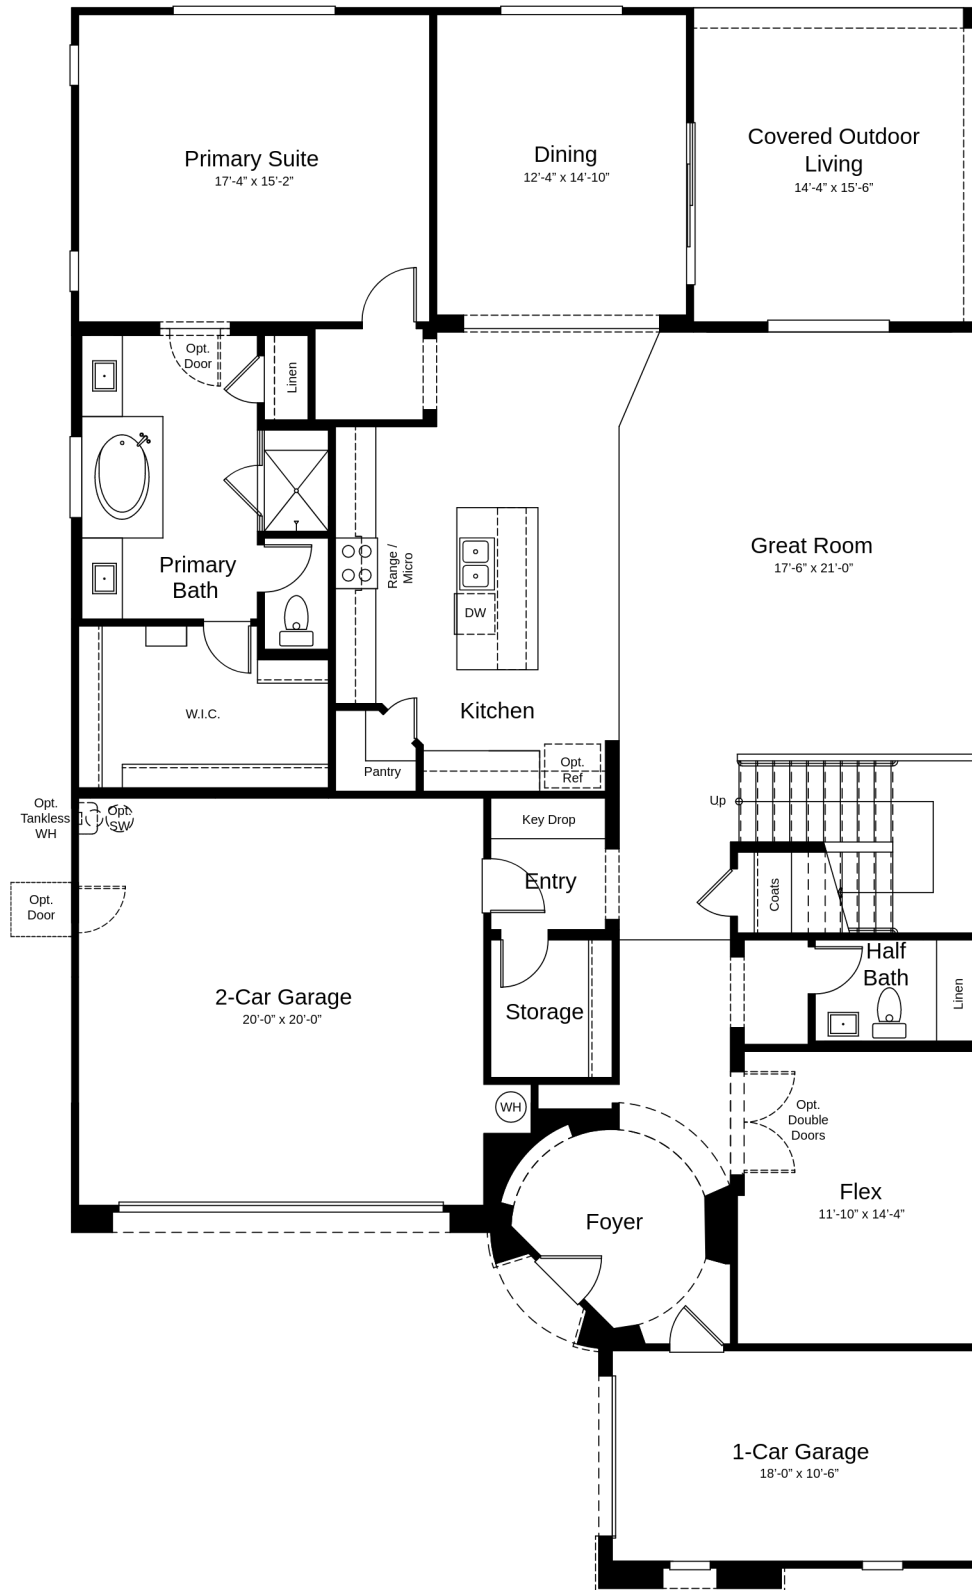 Primary Suite
17’-4” x 15’-2”
Dining
12’-4” x 14’-10”
Covered Outdoor
Living
14’-4” x 15’-6”
Opt.
Door
Linen
Primary
Bath
Range /
Micro
DW
Great Room
17’-6” x 21’-0”
W.I.C.
Kitchen
Pantry
Opt.
Ref
Opt.
Tankless
WH
Opt.
SW
Key Drop
Up
Entry
Coats
Opt.
Door
Half
Bath
Linen
2-Car Garage
20’-0” x 20’-0”
Storage
WH
Opt.
Double
Doors
Foyer
Flex
11’-10” x 14’-4”
1-Car Garage
18’-0” x 10’-6”